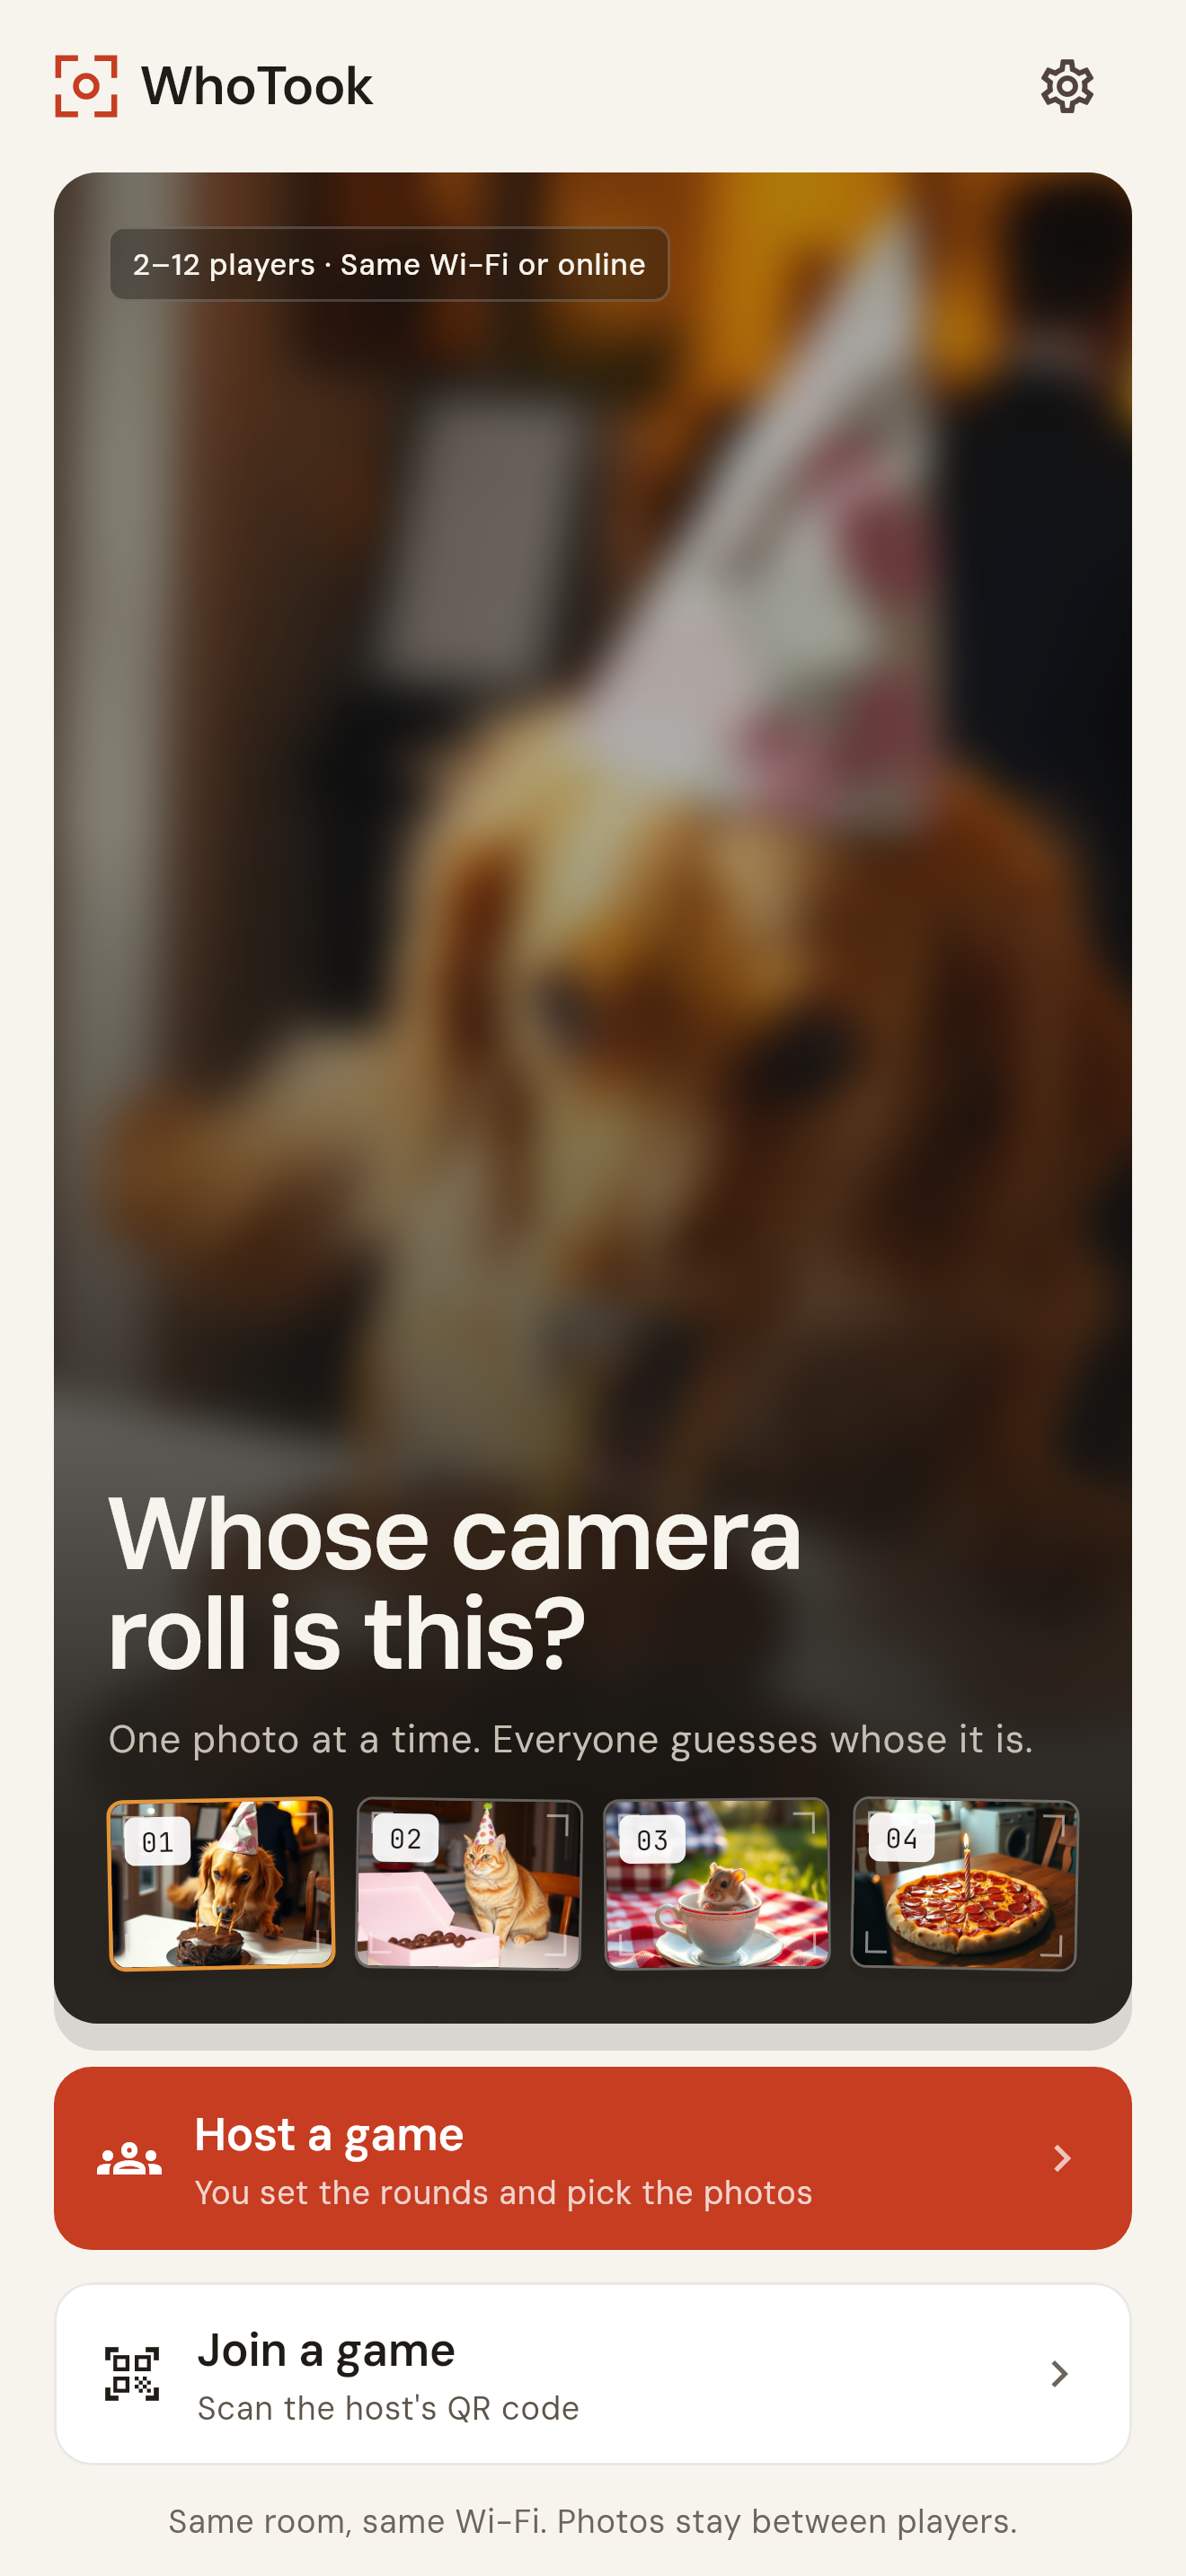 WhoTook
2–12 players · Same Wi-Fi or online
Whose camera
roll is this?
One photo at a time. Everyone guesses whose it is.
01
02
03
04
Host a game
You set the rounds and pick the photos
Join a game
Scan the host's QR code
Same room, same Wi-Fi. Photos stay between players.